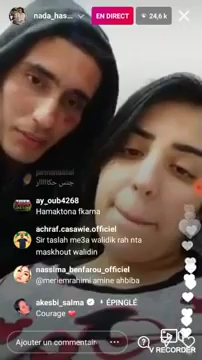 nada_has...
EN DIRECT
24,6 k
ay_oub4268
Hamaktona fkarna
achraf.casawie.officiel
Sir taslah me3a walidik rah nta
maskhout walidin
nassima_benfarou_officiel
@meriemrahimi amine ahbiba
akesbi_salma
ÉPINGLÉ
Courage ❤️
Ajouter un commentaire
V RECORDER